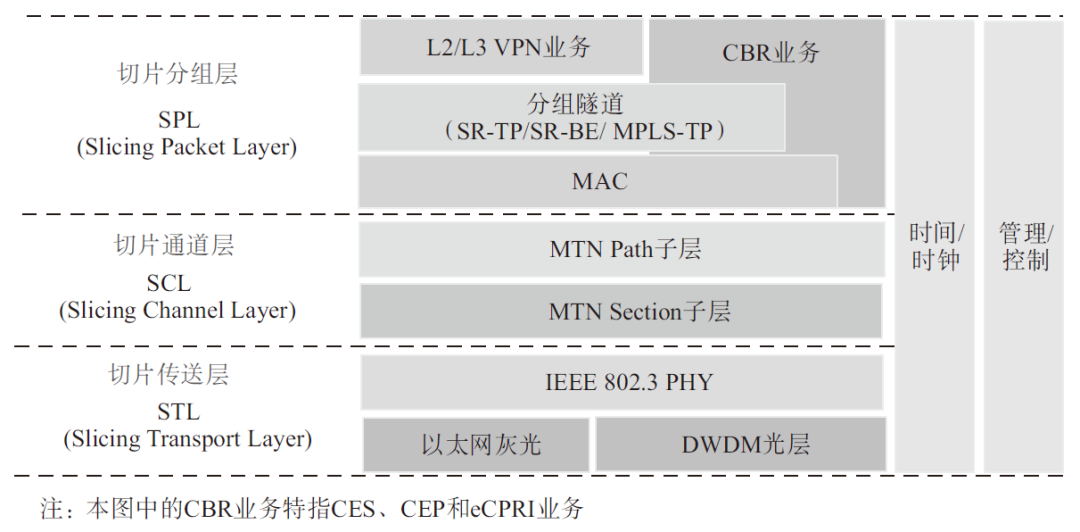 切片分组层
SPL
(Slicing Packet Layer)
L2/L3 VPN业务
CBR业务
分组隧道
（SR-TP/SR-BE/ MPLS-TP）
MAC
切片通道层
SCL
(Slicing Channel Layer)
MTN Path子层
MTN Section子层
切片传送层
STL
(Slicing Transport Layer)
IEEE 802.3 PHY
以太网灰光
DWDM光层
时间/
时钟
管理/
控制
注：本图中的CBR业务特指CES、CEP和eCPRI业务